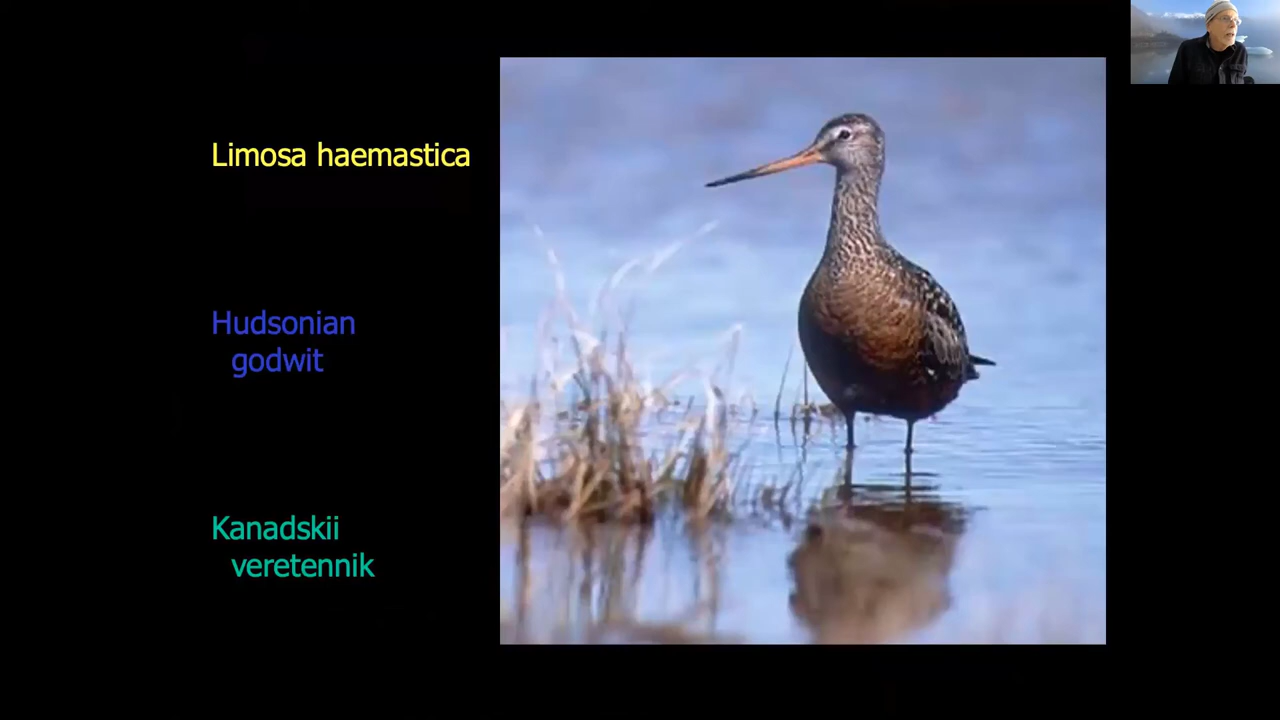 Limosa haemastica
Hudsonian
godwit
Kanadskii
veretennik